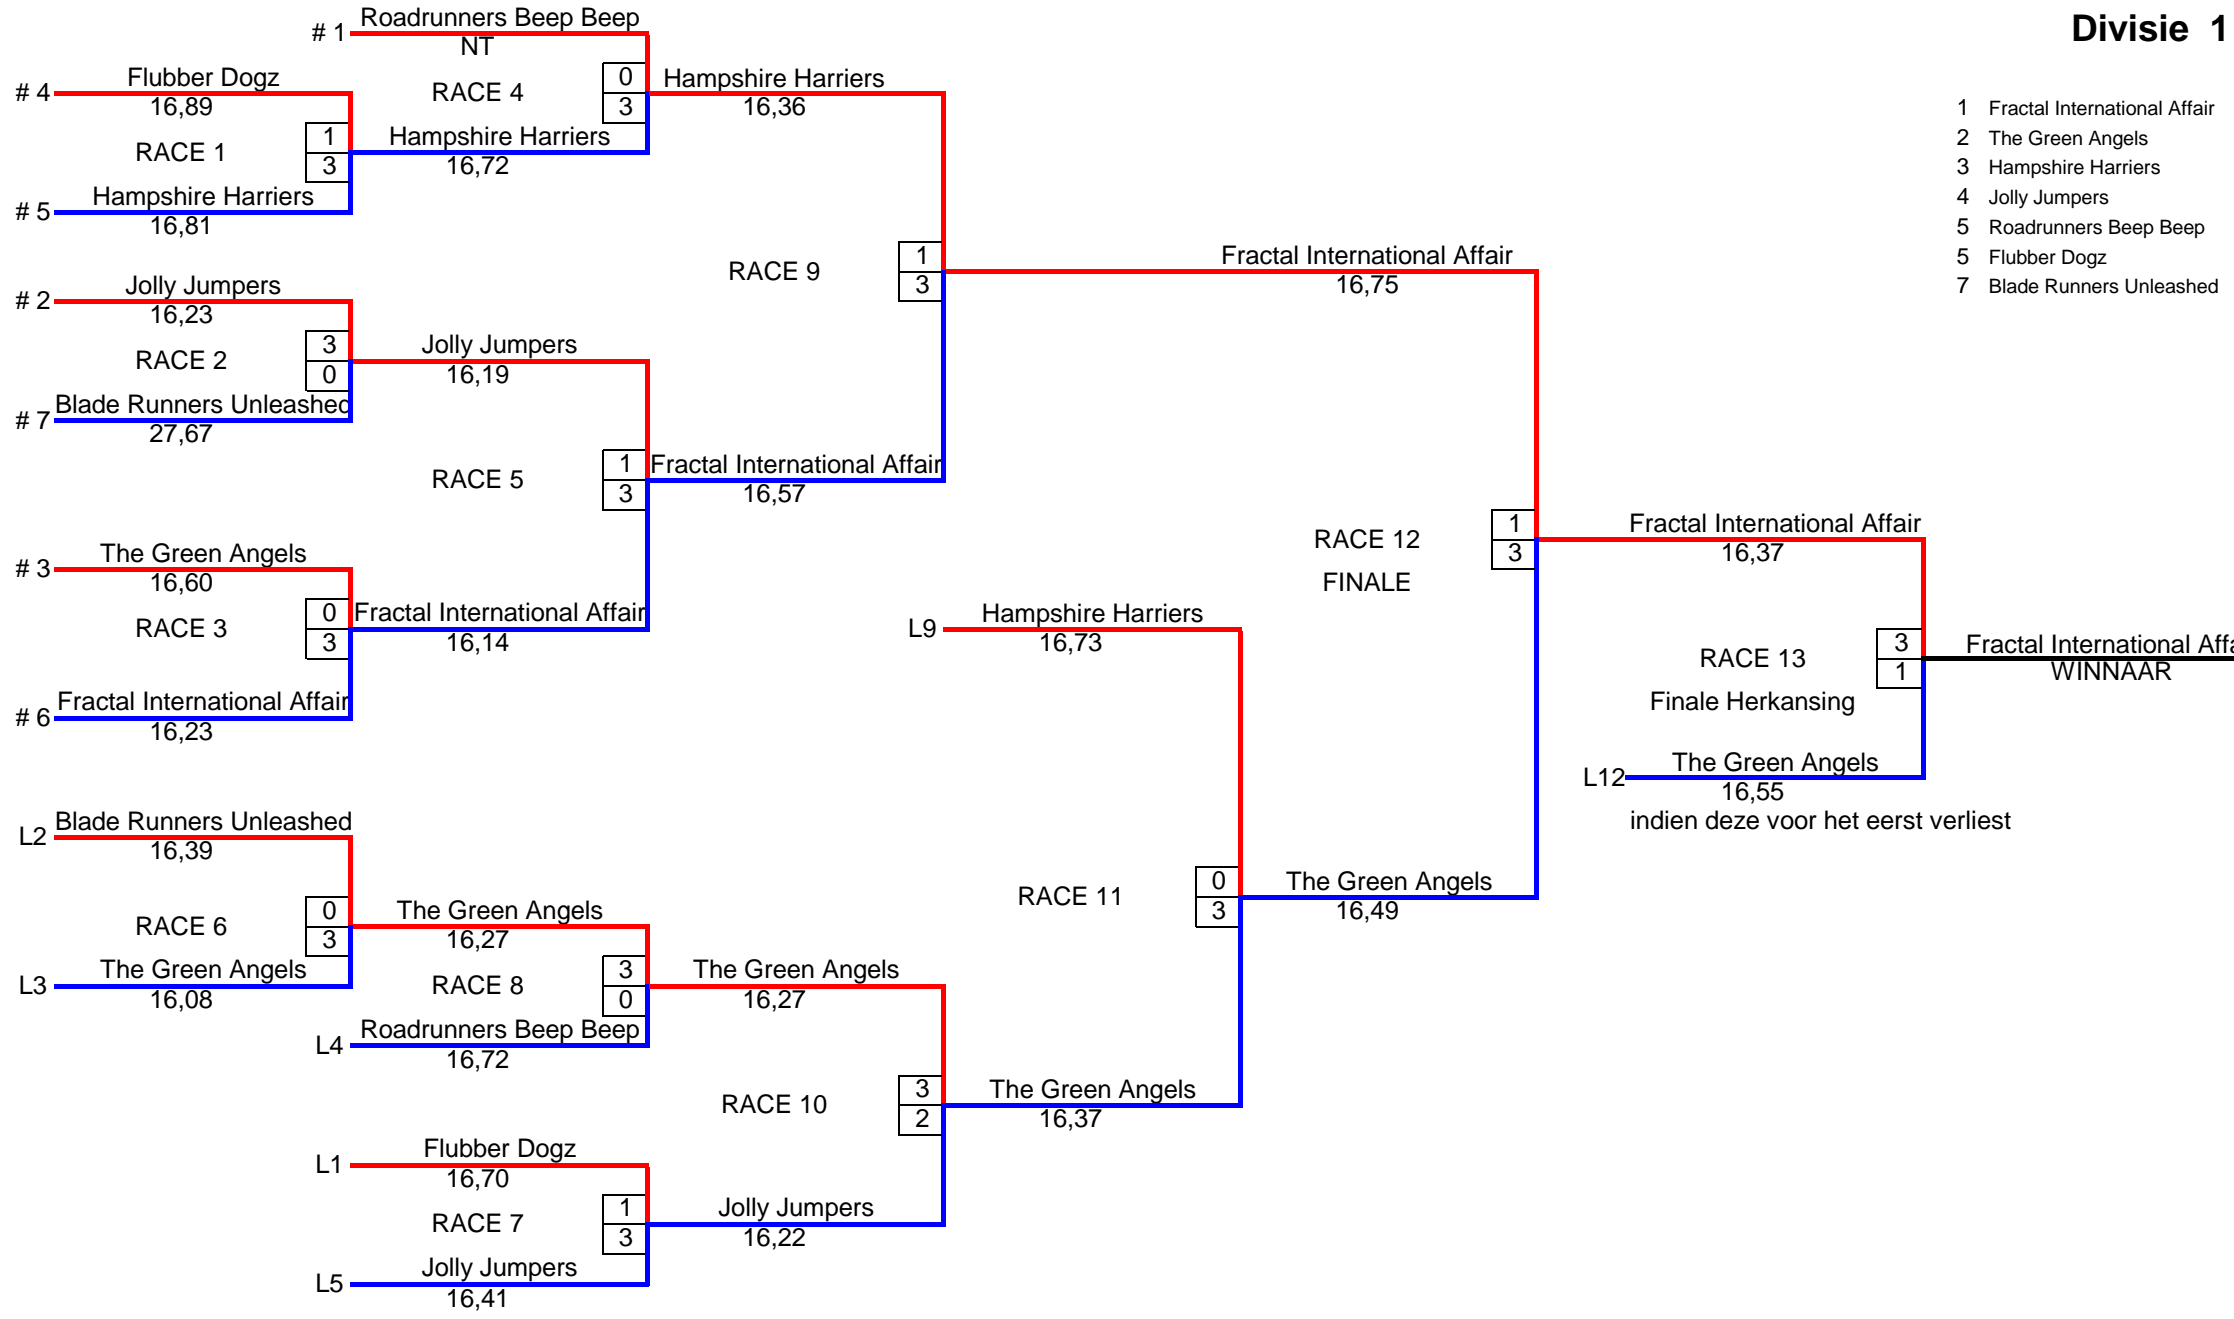 Divisie 1
1 Fractal International Affair
2 The Green Angels
3 Hampshire Harriers
4 Jolly Jumpers
5 Roadrunners Beep Beep
5 Flubber Dogz
7 Blade Runners Unleashed
# 1 Roadrunners Beep Beep
NT
RACE 4
0
3
Hampshire Harriers
16,72
# 4 Flubber Dogz
16,89
RACE 1
1
3
# 5 Hampshire Harriers
16,81
Hampshire Harriers
16,36
# 2 Jolly Jumpers
16,23
RACE 2
3
0
# 7 Blade Runners Unleashed
27,67
Jolly Jumpers
16,19
RACE 5
1
3
# 3 The Green Angels
16,60
RACE 3
0
3
# 6 Fractal International Affair
16,23
Fractal International Affair
16,14
Fractal International Affair
16,57
RACE 9
1
3
Fractal International Affair
16,75
RACE 12
FINALE
1
3
Fractal International Affair
16,37
RACE 13
Finale Herkansing
3
1
Fractal International Affa
WINNAAR
L12 The Green Angels
16,55
indien deze voor het eerst verliest
L9 Hampshire Harriers
16,73
RACE 11
0
3
The Green Angels
16,49
L2 Blade Runners Unleashed
16,39
RACE 6
0
3
L3 The Green Angels
16,08
The Green Angels
16,27
RACE 8
3
0
L4 Roadrunners Beep Beep
16,72
The Green Angels
16,27
RACE 10
3
2
The Green Angels
16,37
L1 Flubber Dogz
16,70
RACE 7
1
3
L5 Jolly Jumpers
16,41
Jolly Jumpers
16,22